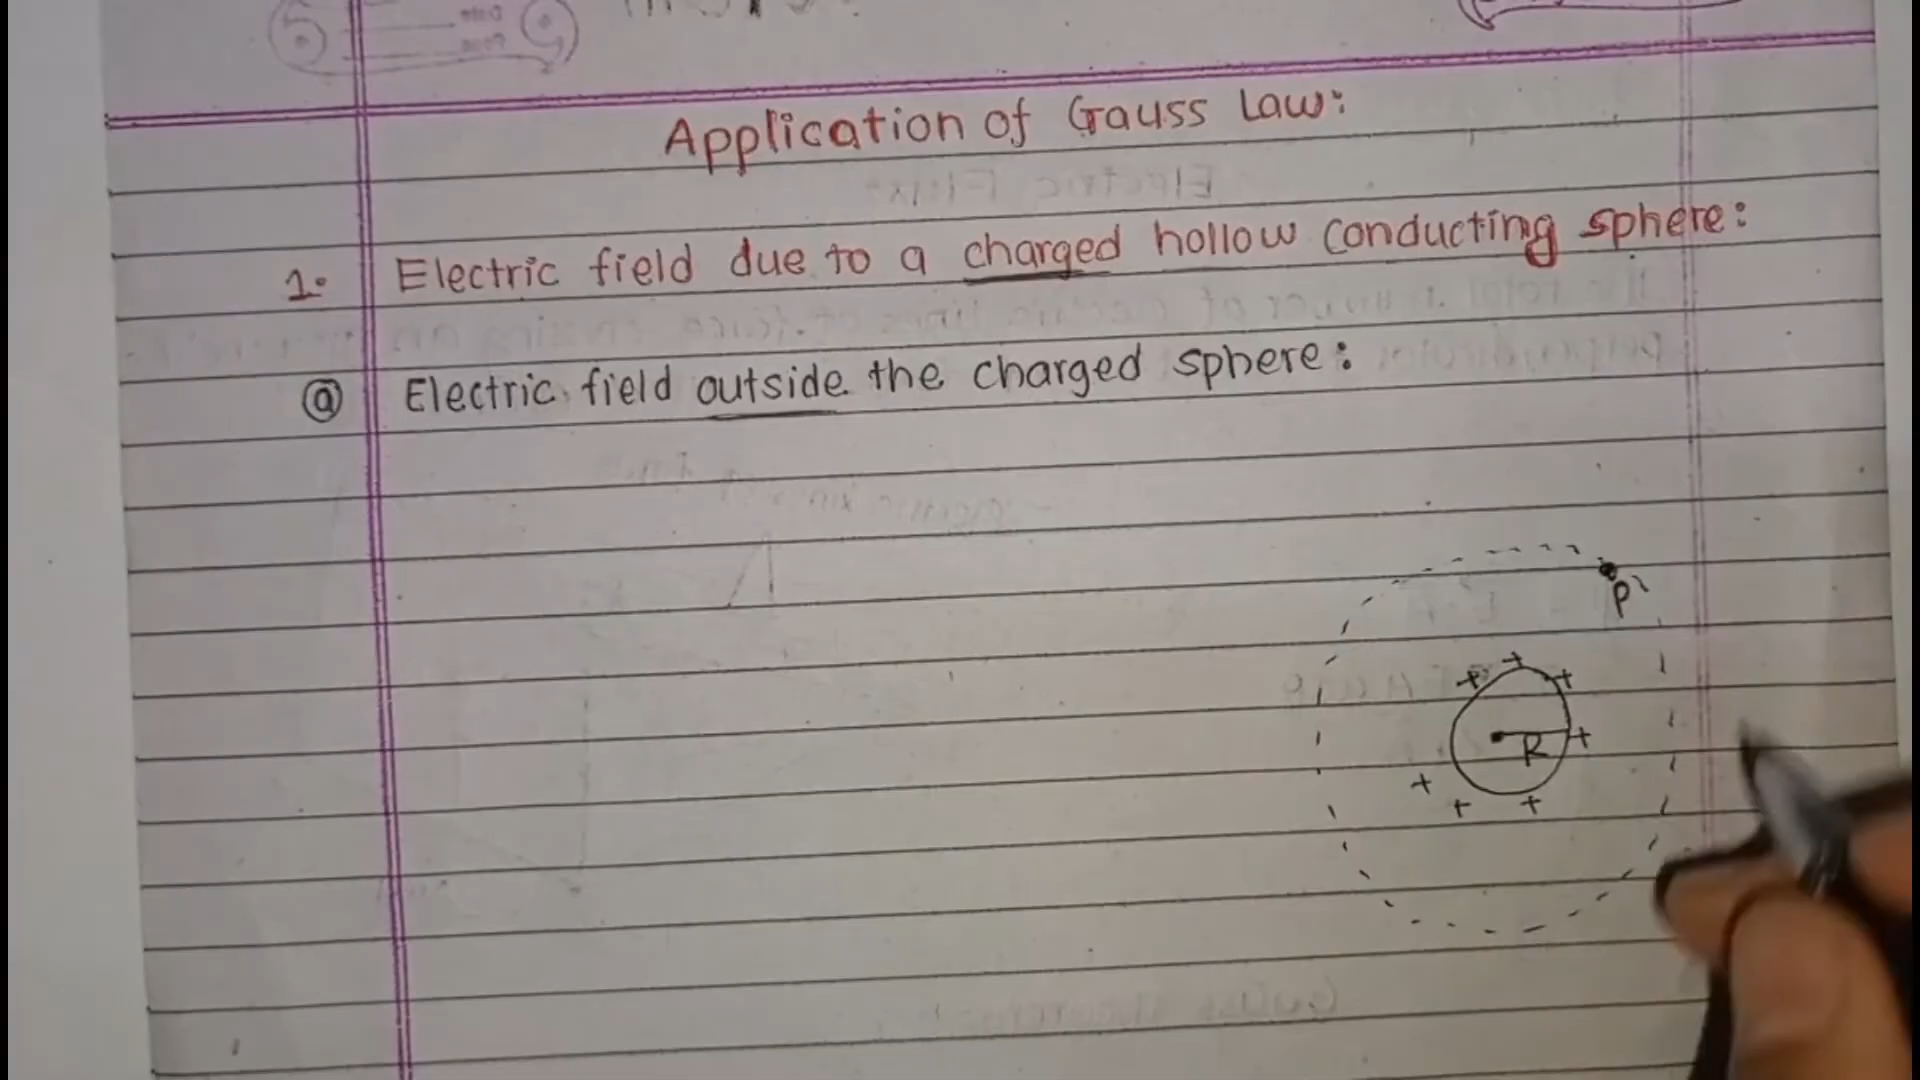 Application of Gauss Law:
1. Electric field due to a charged hollow conducting sphere:
ⓐ Electric field outside the charged sphere:
P
+ + +
R +
+ + +